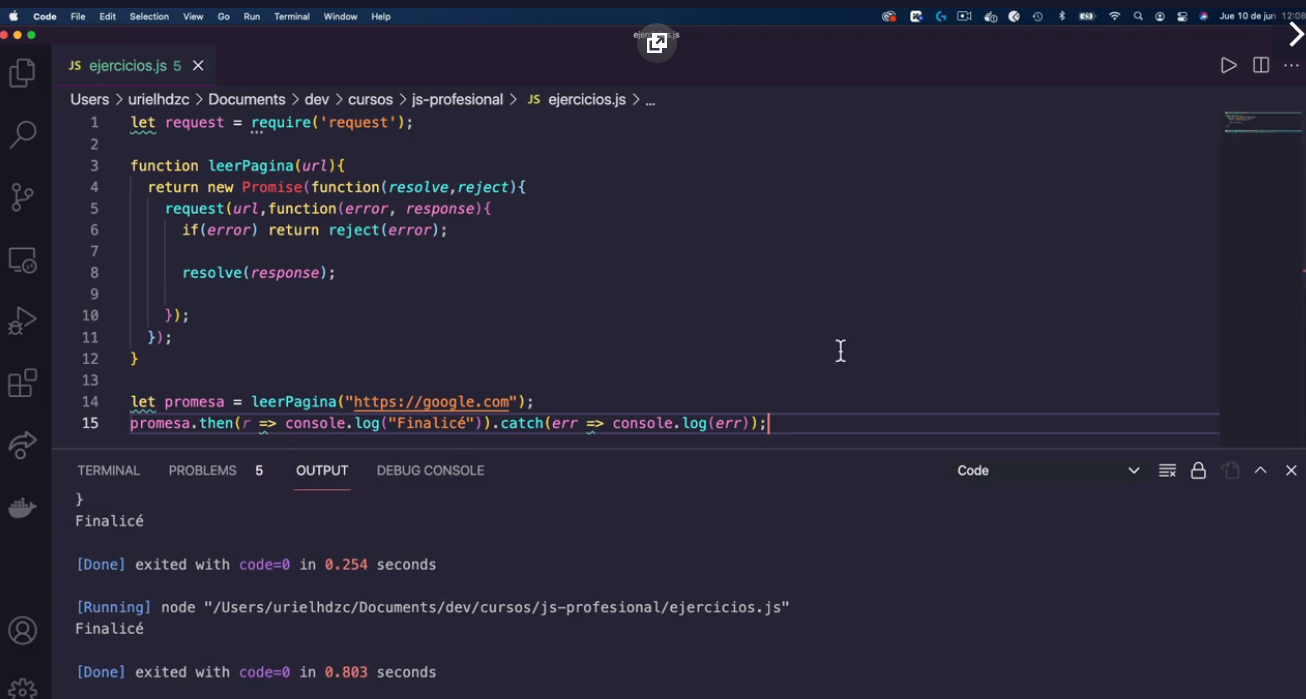 Code File Edit Selection View Go Run Terminal Window Help Jue 10 de jun 12:08
JS ejercicios.js 5
Users > urielhdzc > Documents > dev > cursos > js-profesional > JS ejercicios.js > ...
1 let request = require('request');
2
3 function leerPagina(url){
4 return new Promise(function(resolve,reject){
5 request(url,function(error, response){
6 if(error) return reject(error);
7
8 resolve(response);
9
10 });
11 });
12 }
13
14 let promesa = leerPagina("https://google.com");
15 promesa.then(r => console.log("Finalicé")).catch(err => console.log(err));
TERMINAL PROBLEMS 5 OUTPUT DEBUG CONSOLE Code
}
Finalicé
[Done] exited with code=0 in 0.254 seconds
[Running] node "/Users/urielhdzc/Documents/dev/cursos/js-profesional/ejercicios.js"
Finalicé
[Done] exited with code=0 in 0.803 seconds